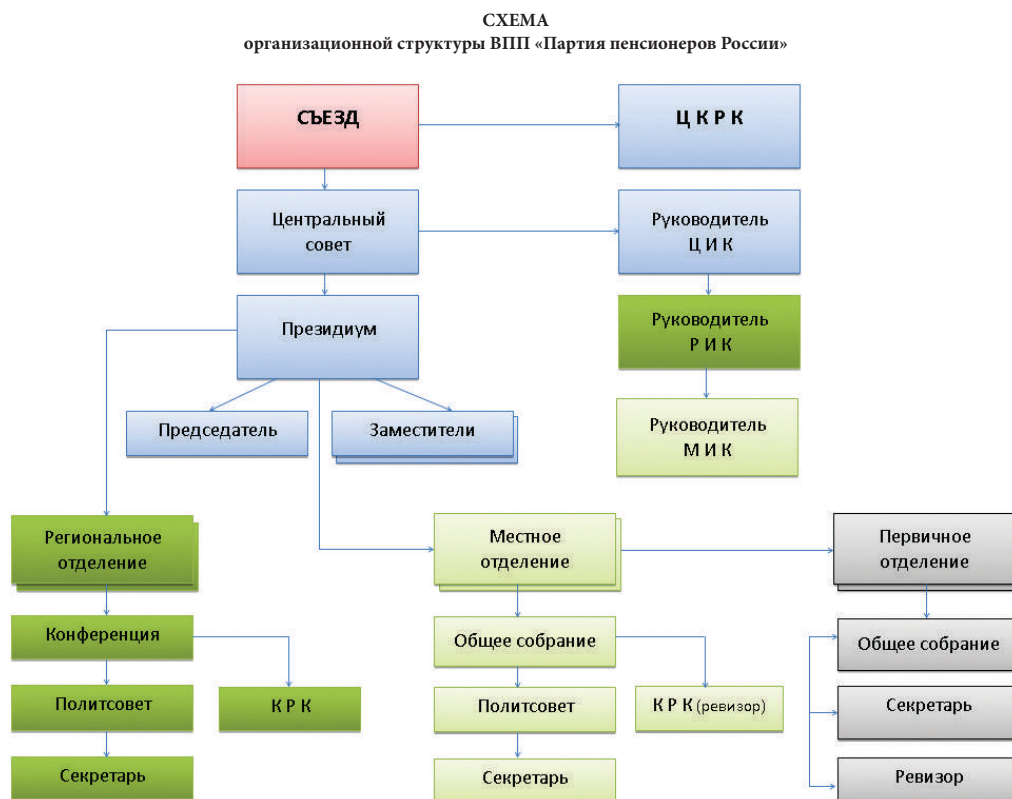 СХЕМА
организационной структуры ВПП «Партия пенсионеров России»
СЪЕЗД
Ц К Р К
Центральный
совет
Руководитель
Ц И К
Президиум
Руководитель
Р И К
Председатель
Заместители
Руководитель
М И К
Региональное
отделение
Местное
отделение
Первичное
отделение
Конференция
Общее собрание
Общее собрание
Политсовет
К Р К
Политсовет
К Р К (ревизор)
Секретарь
Секретарь
Секретарь
Ревизор